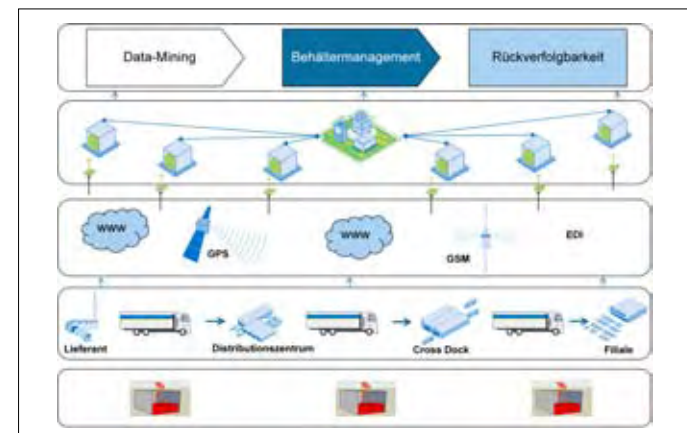 Data-Mining
Behältermanagement
Rückverfolgbarkeit
WWW
GPS
WWW
GSM
EDI
Lieferant
Distributionszentrum
Cross Dock
Filiale